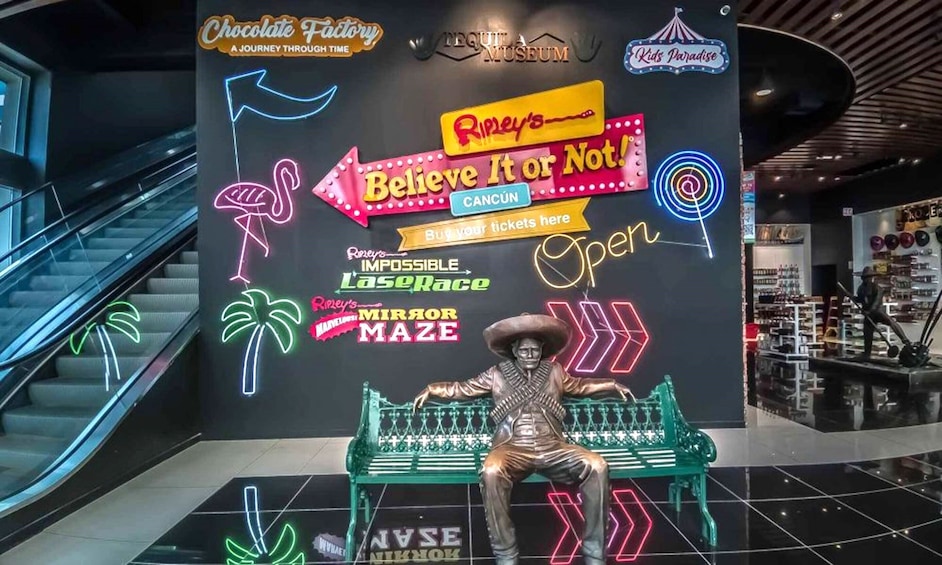 Chocolate Factory
A JOURNEY THROUGH TIME
TEQUILA
MUSEUM
Kids Paradise
RIPLEY's
Believe It or Not!
CANCÚN
Buy your tickets here
Open
RIPLEY's
IMPOSSIBLE
LASERACE
RIPLEY's
MARVELOUS!
MIRROR
MAZE